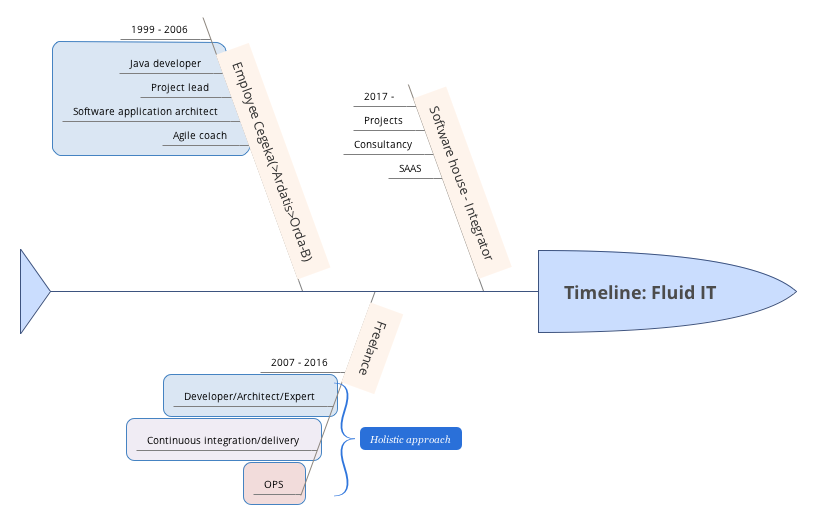 1999 - 2006
Java developer
Project lead
Software application architect
Agile coach
Employee Cegeka(>Ardatis>Orda-B)
2017 -
Projects
Consultancy
SAAS
Software house - Integrator
Timeline: Fluid IT
Freelance
2007 - 2016
Developer/Architect/Expert
Continuous integration/delivery
Holistic approach
OPS